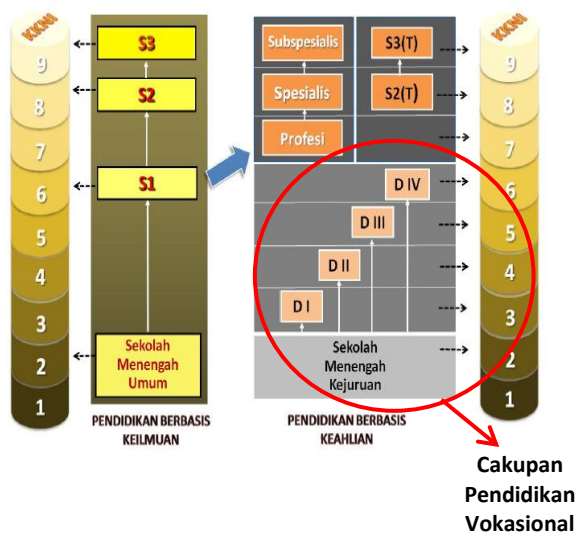 KKNI
9
8
7
6
5
4
3
2
1
S3
S2
S1
Sekolah
Menengah
Umum
PENDIDIKAN BERBASIS
KEILMUAN
Subspesialis
S3(T)
Spesialis
S2(T)
Profesi
D IV
D III
D II
D I
Sekolah
Menengah
Kejuruan
PENDIDIKAN BERBASIS
KEAHLIAN
KKNI
9
8
7
6
5
4
3
2
1
Cakupan
Pendidikan
Vokasional